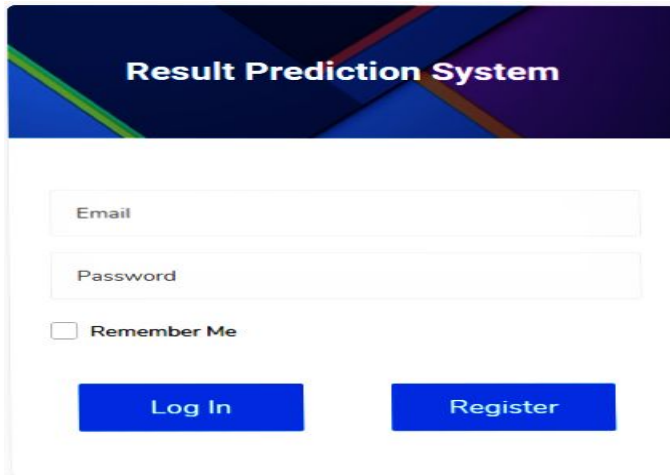 Result Prediction System
Email
Password
Remember Me
Log In
Register